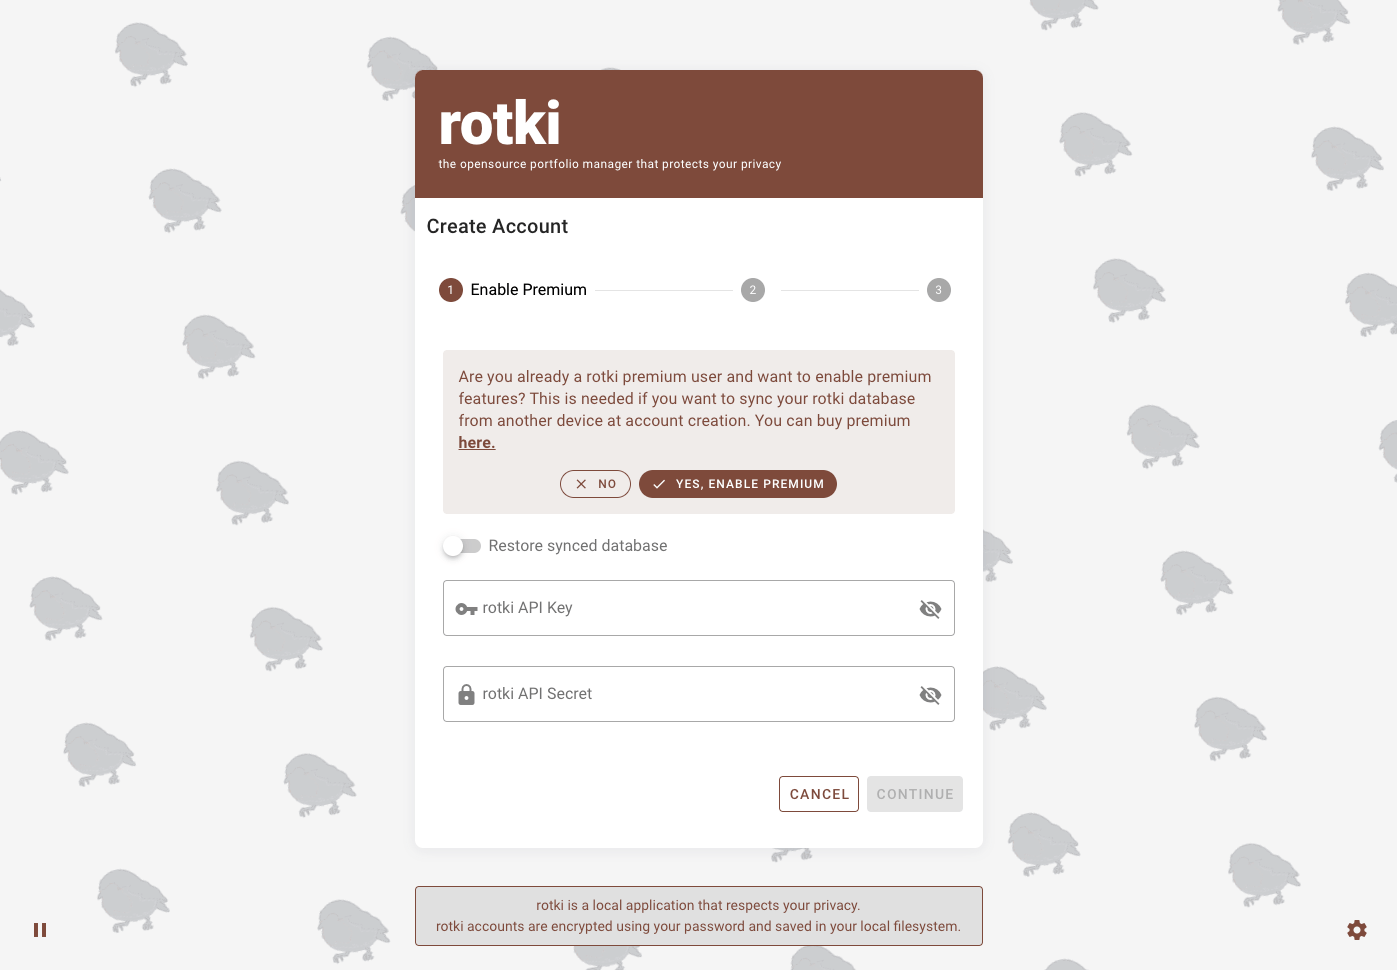 rotki
the opensource portfolio manager that protects your privacy
Create Account
1 Enable Premium 2 3
Are you already a rotki premium user and want to enable premium
features? This is needed if you want to sync your rotki database
from another device at account creation. You can buy premium
here.
NO YES, ENABLE PREMIUM
Restore synced database
rotki API Key
rotki API Secret
CANCEL CONTINUE
rotki is a local application that respects your privacy.
rotki accounts are encrypted using your password and saved in your local filesystem.